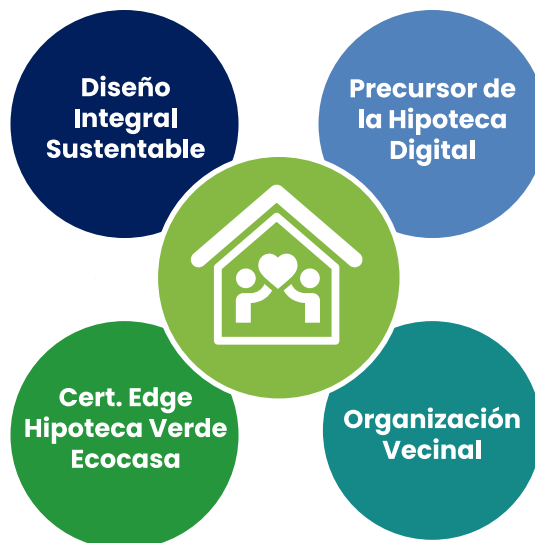 Diseño
Integral
Sustentable
Precursor de
la Hipoteca
Digital
Cert. Edge
Hipoteca Verde
Ecocasa
Organización
Vecinal